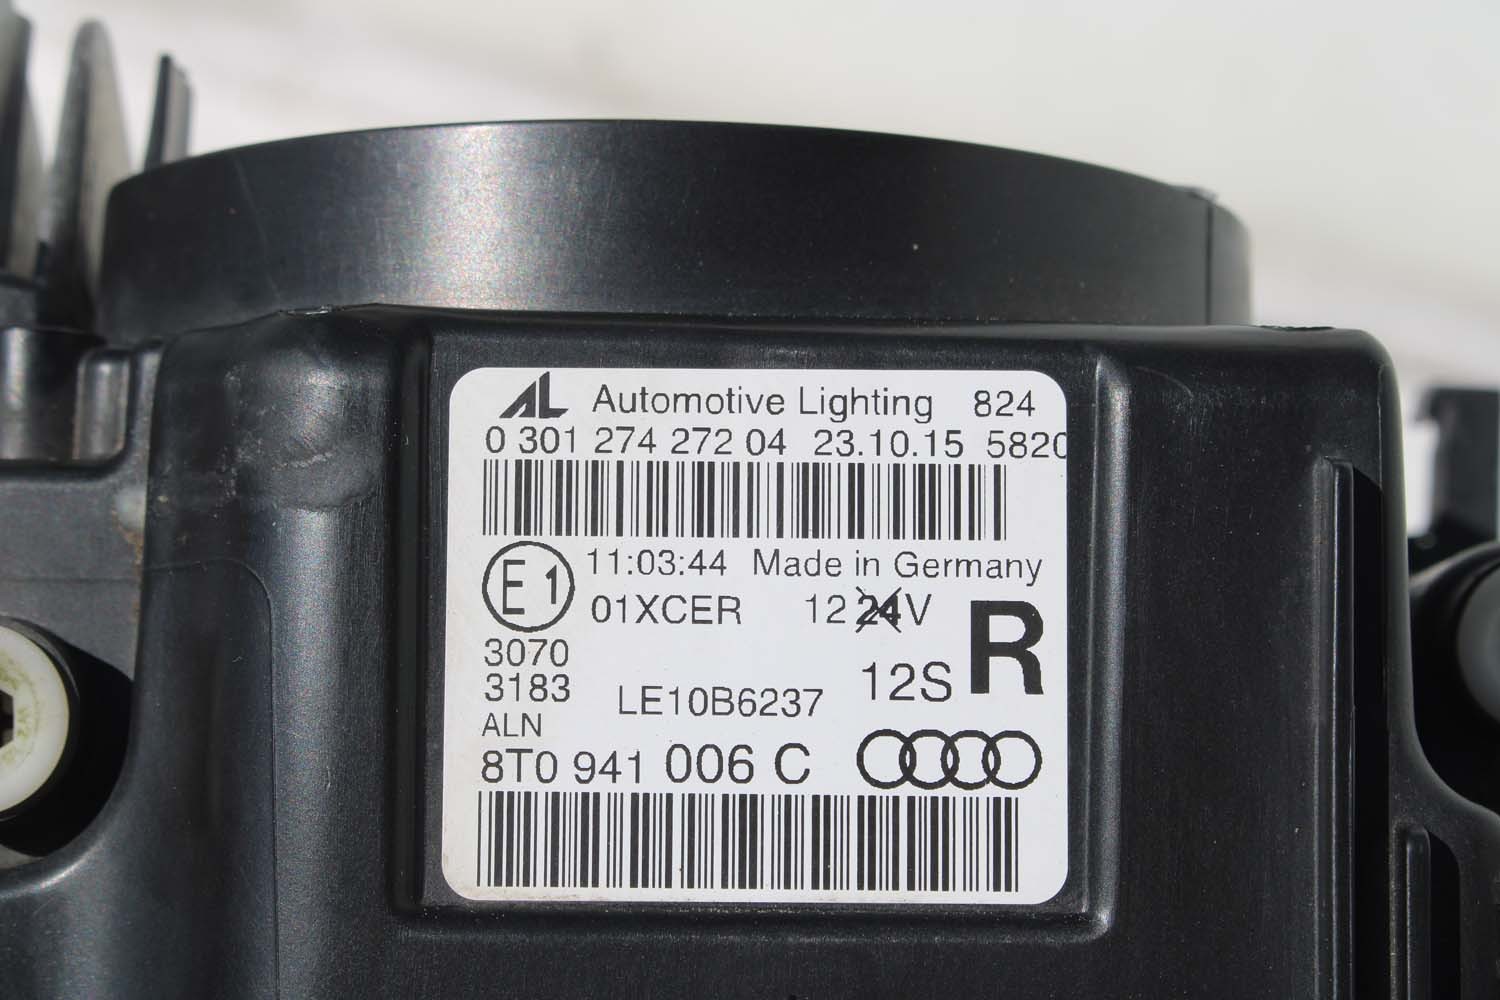 AL Automotive Lighting 824
0 301 274 272 04 23.10.15 5820
E1 11:03:44 Made in Germany
01XCER 12 24V
R
3070
3183
12S
LE10B6237
ALN
8T0 941 006 C